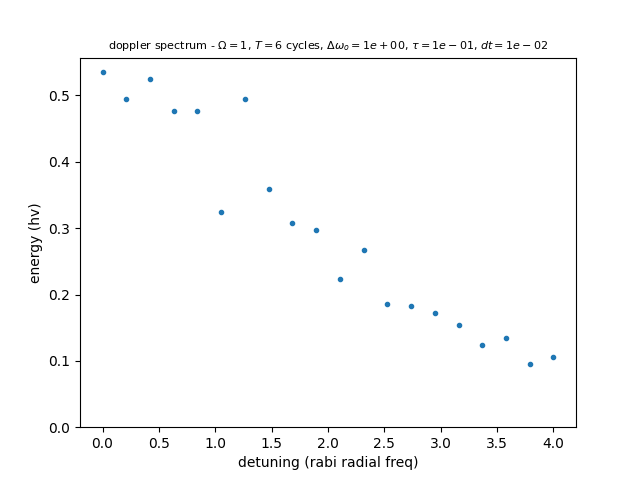 doppler spectrum - Ω = 1, T = 6 cycles, Δω₀ = 1e + 00, τ = 1e − 01, dt = 1e − 02
0.5
0.4
0.3
0.2
0.1
0.0
energy (hv)
0.0 0.5 1.0 1.5 2.0 2.5 3.0 3.5 4.0
detuning (rabi radial freq)